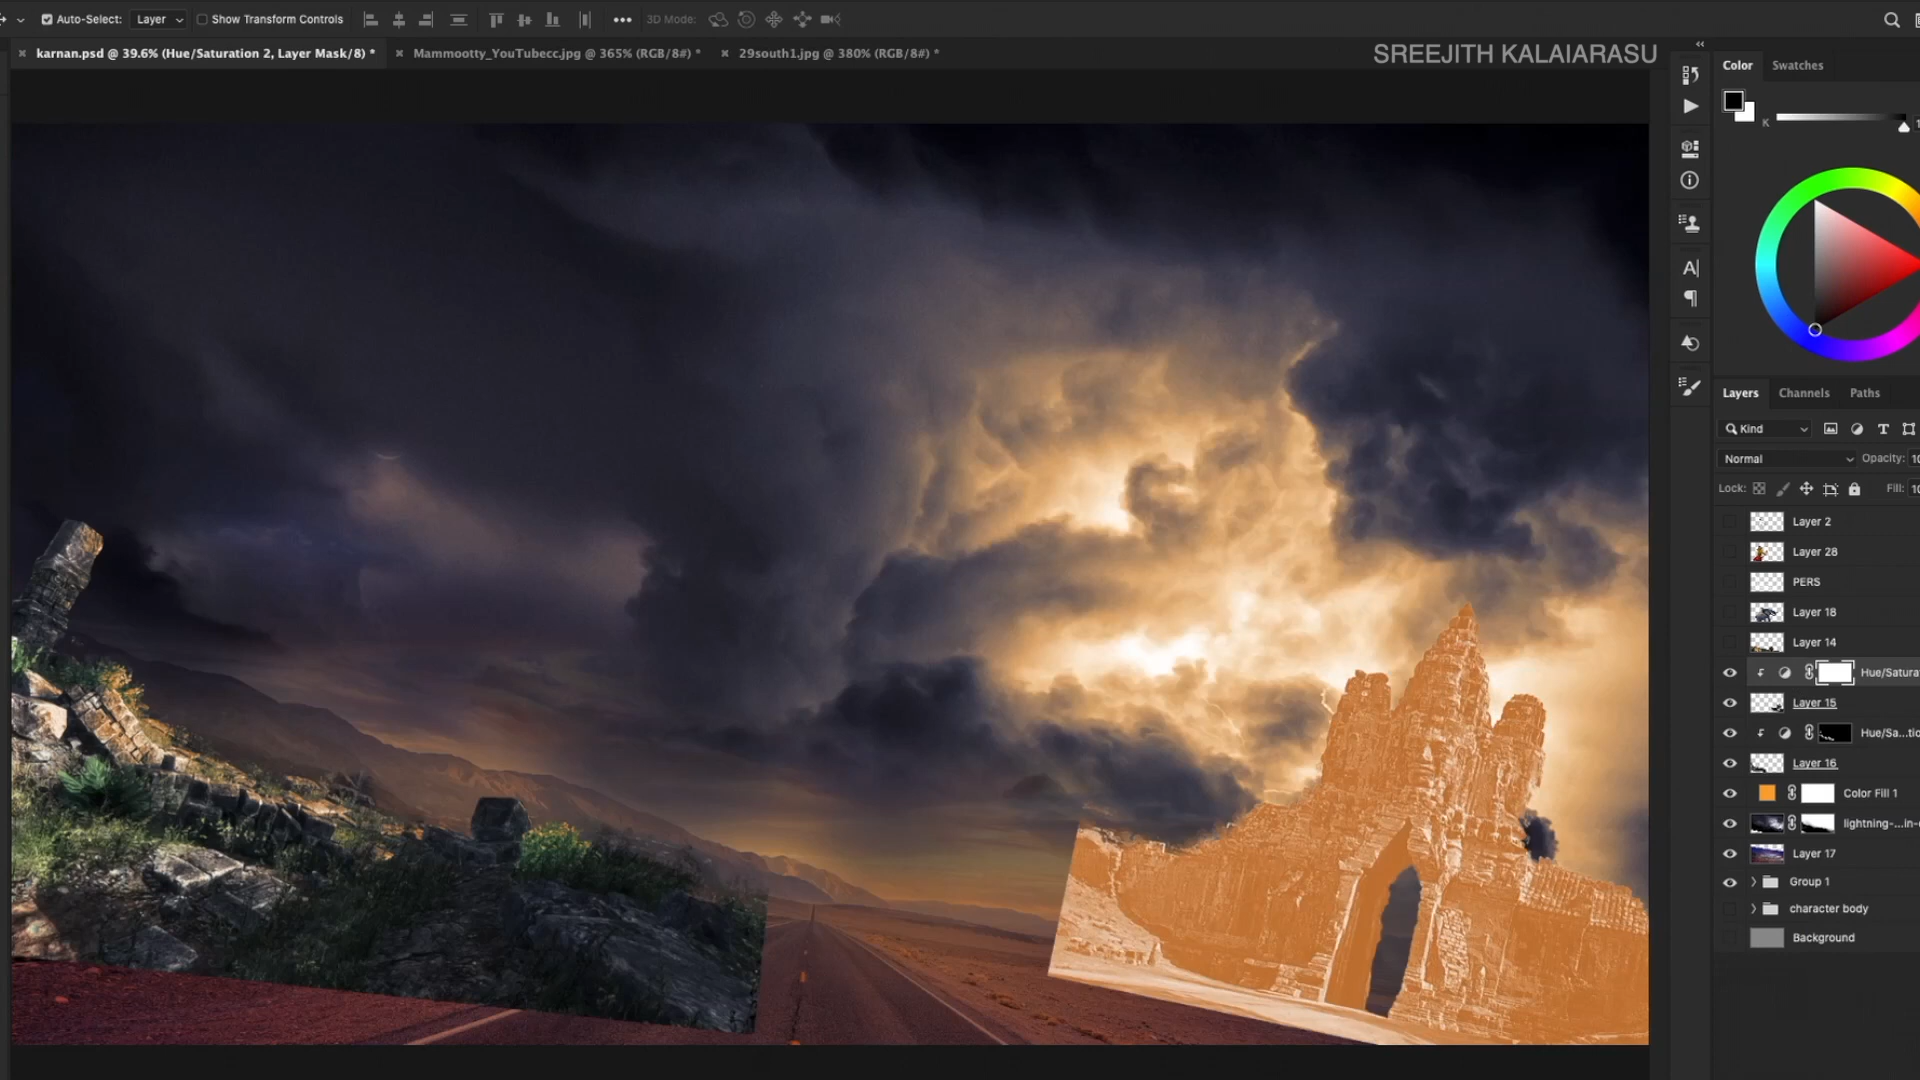 Auto-Select: Layer Show Transform Controls 3D Mode:
karnan.psd @ 39.6% (Hue/Saturation 2, Layer Mask/8) * Mammootty_YouTubecc.jpg @ 365% (RGB/8#) * 29south1.jpg @ 380% (RGB/8#) *
SREEJITH KALAIARASU
Color Swatches
K
Layers Channels Paths
Kind
Normal Opacity:
Lock: Fill:
Layer 2
Layer 28
PERS
Layer 18
Layer 14
Hue/Satura
Layer 15
Hue/Sa...tio
Layer 16
Color Fill 1
lightning-...in-
Layer 17
Group 1
character body
Background